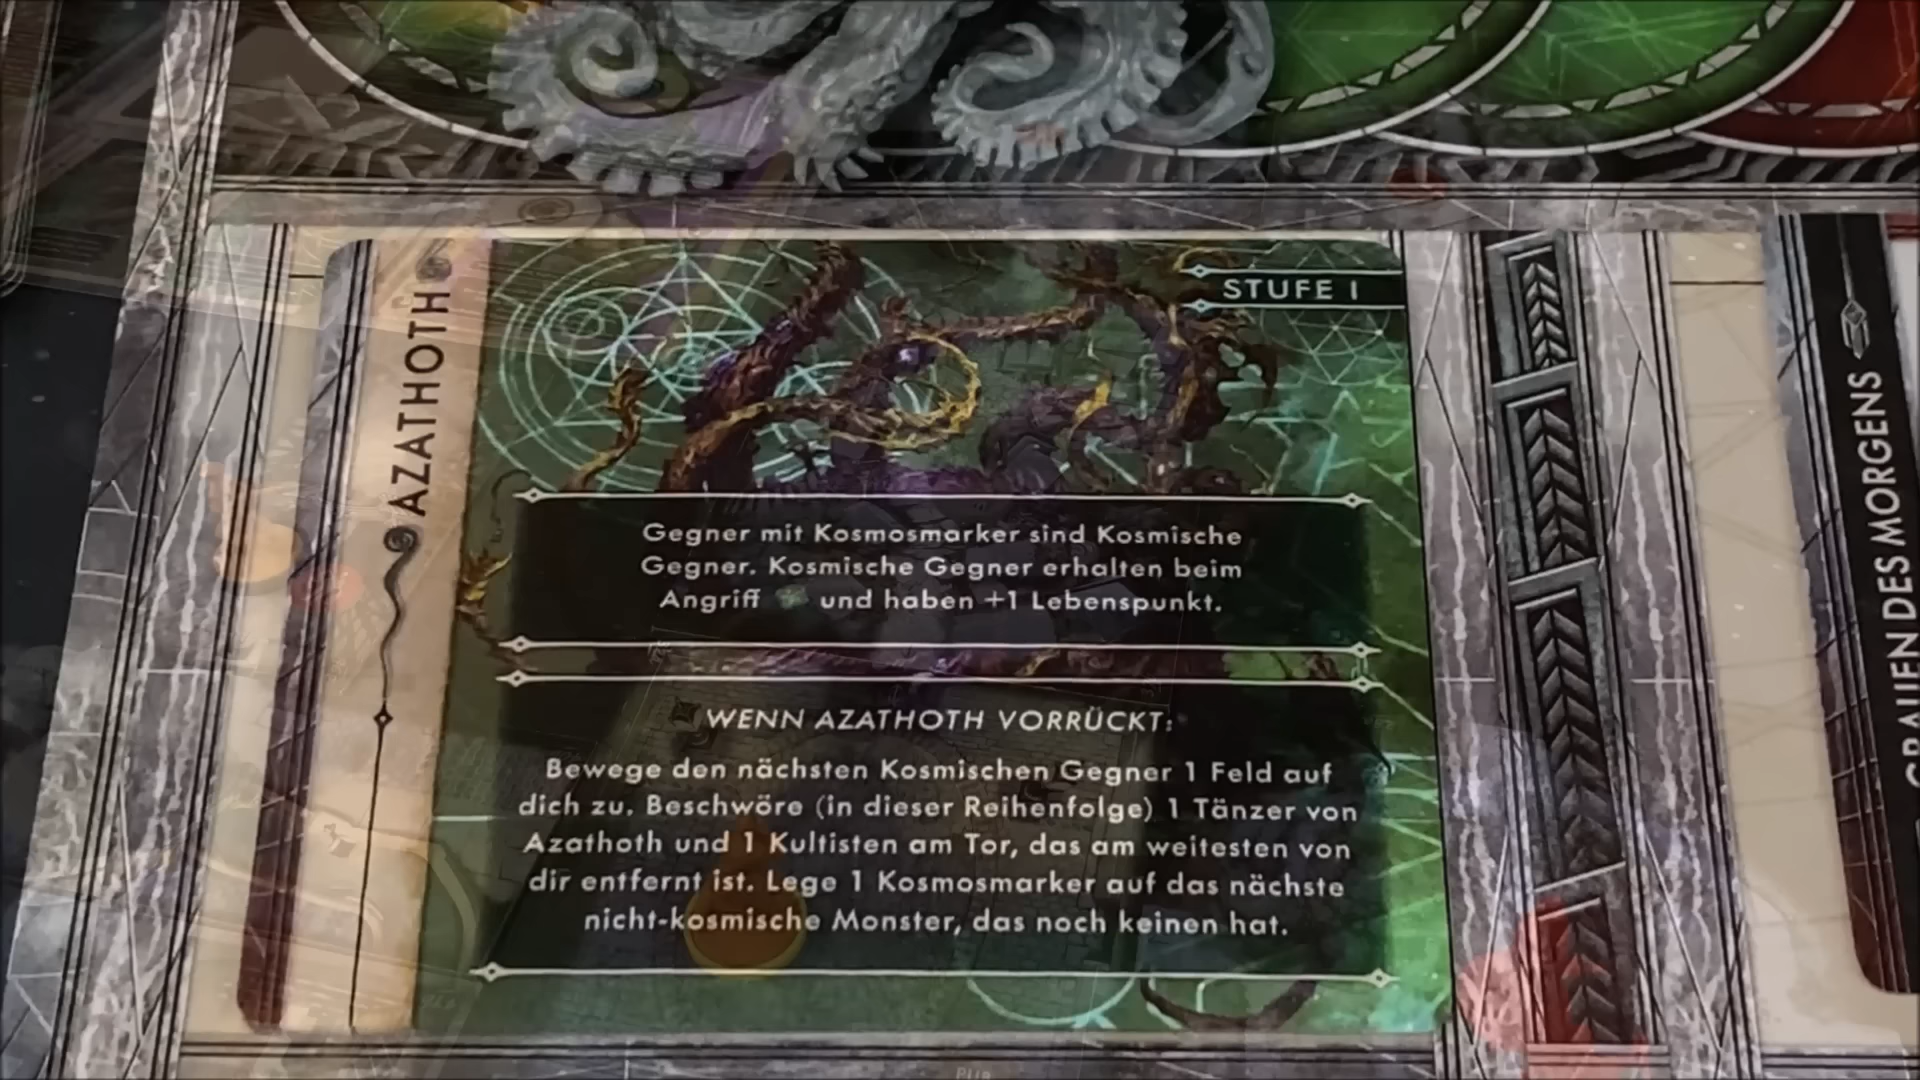 AZATHOTH
STUFE I
Gegner mit Kosmosmarker sind Kosmische
Gegner. Kosmische Gegner erhalten beim
Angriff und haben +1 Lebenspunkt.
WENN AZATHOTH VORRÜCKT:
Bewege den nächsten Kosmischen Gegner 1 Feld auf
dich zu. Beschwöre (in dieser Reihenfolge) 1 Tänzer von
Azathoth und 1 Kultisten am Tor, das am weitesten von
dir entfernt ist. Lege 1 Kosmosmarker auf das nächste
nicht-kosmische Monster, das noch keinen hat.
GRAUEN DES MORGENS